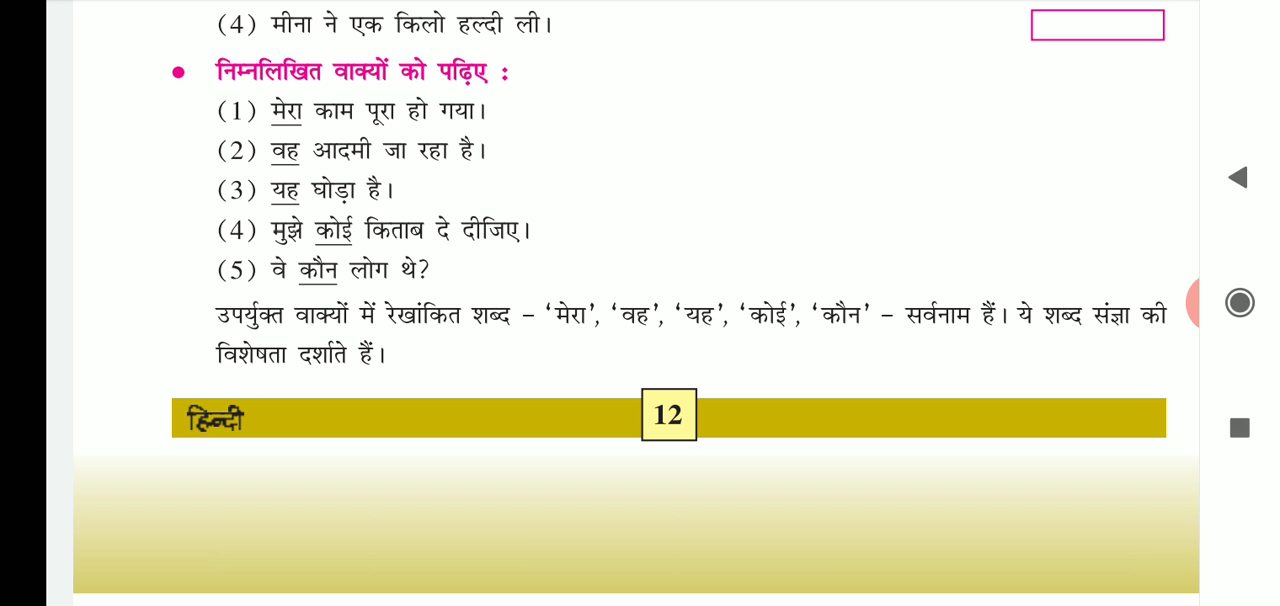 (4) मीना ने एक किलो हल्दी ली।
● निम्नलिखित वाक्यों को पढ़िए :
(1) मेरा काम पूरा हो गया।
(2) वह आदमी जा रहा है।
(3) यह घोड़ा है।
(4) मुझे कोई किताब दे दीजिए।
(5) वे कौन लोग थे?
उपर्युक्त वाक्यों में रेखांकित शब्द – ‘मेरा’, ‘वह’, ‘यह’, ‘कोई’, ‘कौन’ – सर्वनाम हैं। ये शब्द संज्ञा की
विशेषता दर्शाते हैं।
हिन्दी 12